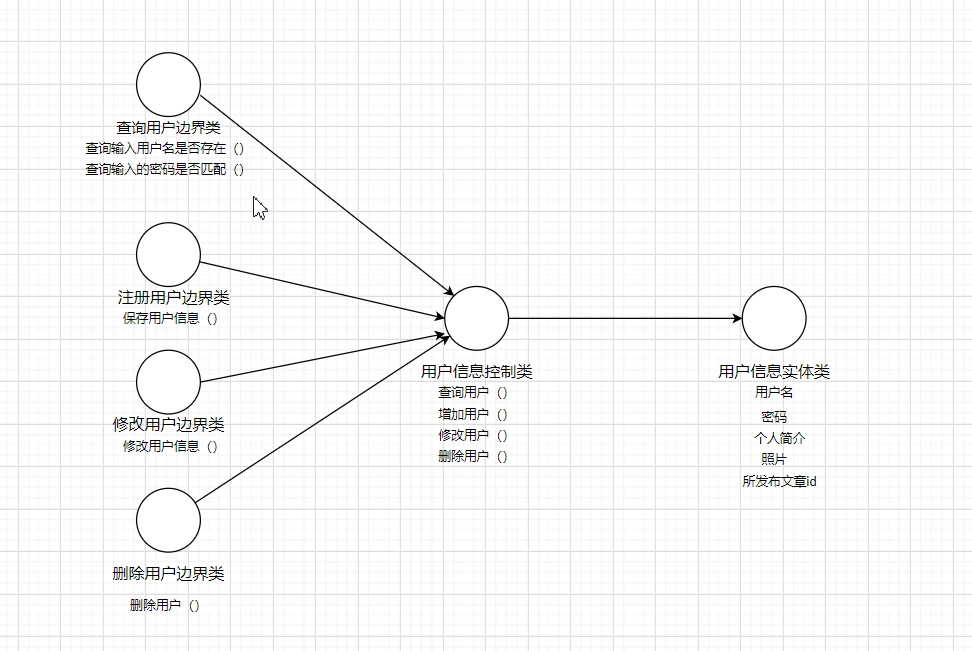 查询用户边界类
查询输入用户名是否存在（）
查询输入的密码是否匹配（）
注册用户边界类
保存用户信息（）
修改用户边界类
修改用户信息（）
删除用户边界类
删除用户（）
用户信息控制类
查询用户（）
增加用户（）
修改用户（）
删除用户（）
用户信息实体类
用户名
密码
个人简介
照片
所发布文章id